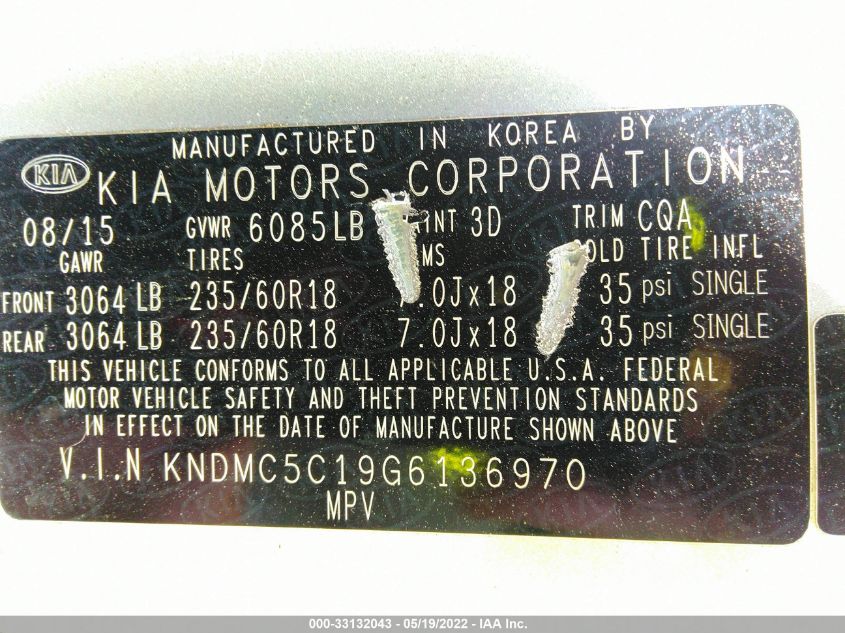 MANUFACTURED IN KOREA BY
KIA KIA MOTORS CORPORATION
08/15 GVWR 6085LB 3D TRIM CQA
GAWR TIRES TIRE INFL
FRONT 3064 LB 235/60R18 .0Jx18 35 psi SINGLE
REAR 3064 LB 235/60R18 7.0Jx18 35 psi SINGLE
THIS VEHICLE CONFORMS TO ALL APPLICABLE U.S.A. FEDERAL
MOTOR VEHICLE SAFETY AND THEFT PREVENTION STANDARDS
IN EFFECT ON THE DATE OF MANUFACTURE SHOWN ABOVE
V.I.N KNDMC5C19G6136970
MPV
000-33132043 - 05/19/2022 - IAA Inc.